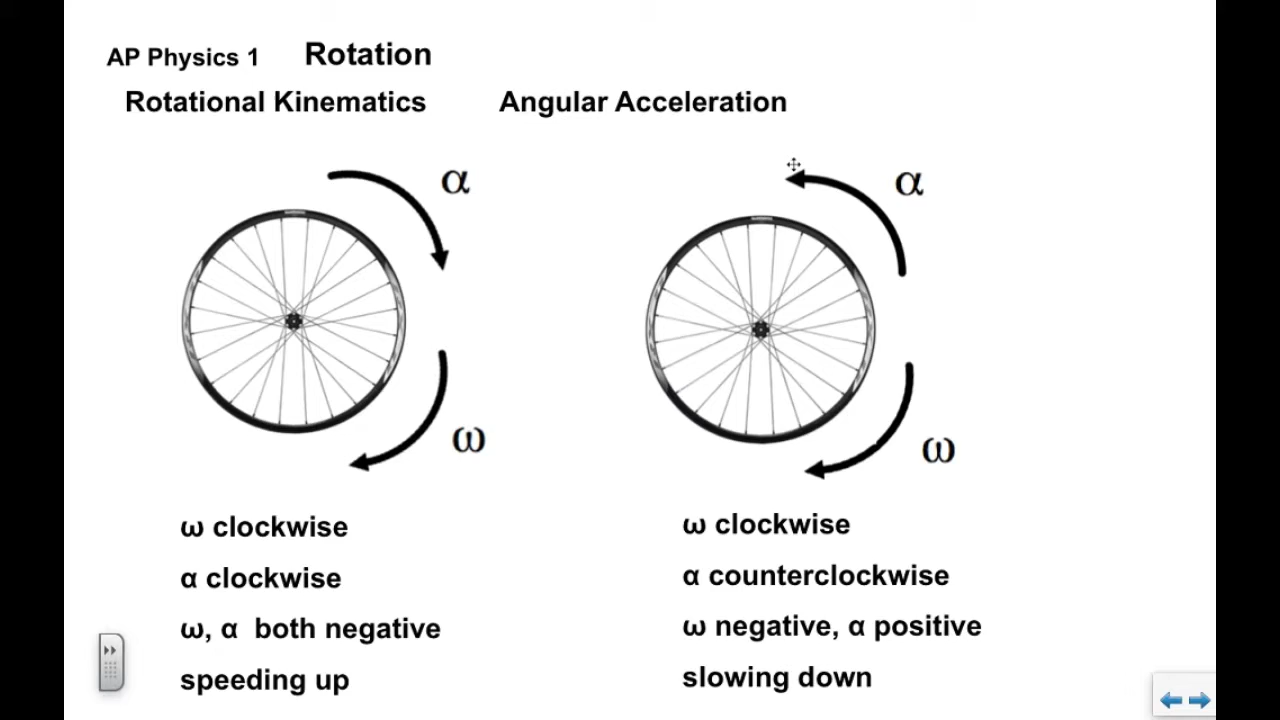 AP Physics 1 Rotation
Rotational Kinematics Angular Acceleration
α α
ω ω
ω clockwise
α clockwise
ω, α both negative
speeding up
ω clockwise
α counterclockwise
ω negative, α positive
slowing down